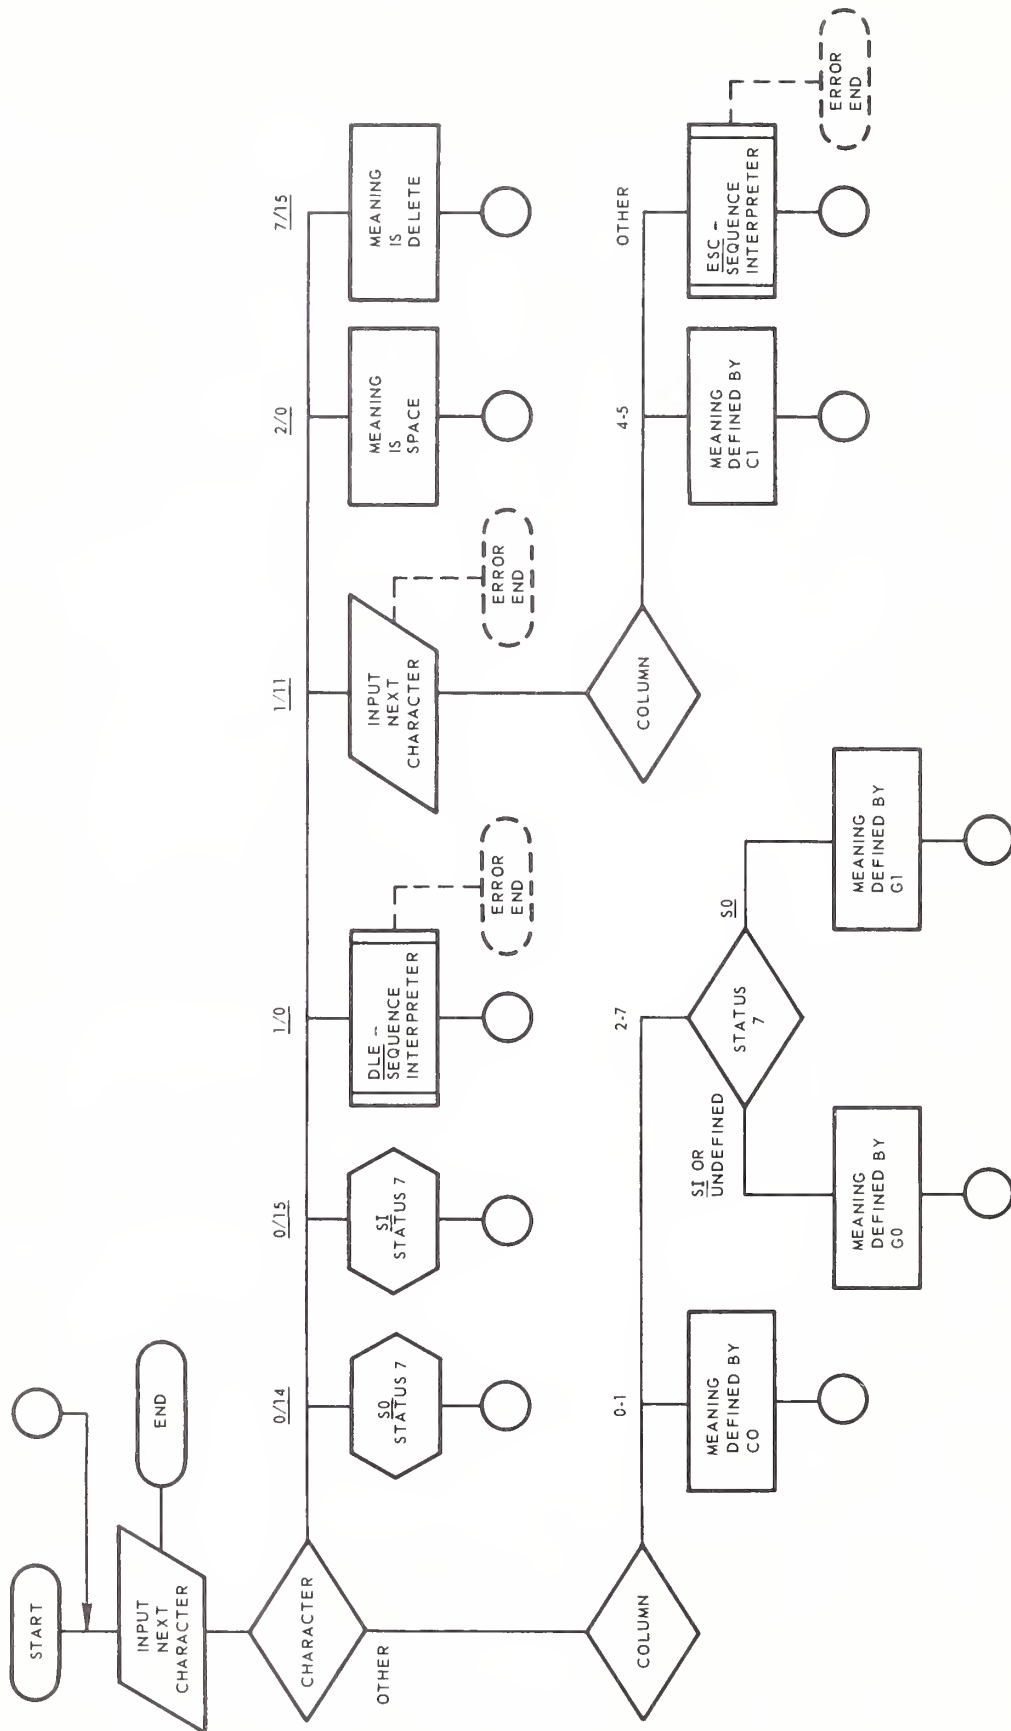 START
INPUT
NEXT
CHARACTER
END
CHARACTER
0/14
SO
STATUS 7
0/15
SI
STATUS 7
1/0
DLE -
SEQUENCE
INTERPRETER
ERROR
END
1/11
INPUT
NEXT
CHARACTER
ERROR
END
2/0
MEANING
IS
SPACE
7/15
MEANING
IS
DELETE
OTHER
COLUMN
0-1
MEANING
DEFINED BY
CO
2-7
STATUS
7
SI OR
UNDEFINED
MEANING
DEFINED BY
G0
SO
MEANING
DEFINED BY
G1
COLUMN
4-5
MEANING
DEFINED BY
C1
OTHER
ESC -
SEQUENCE
INTERPRETER
ERROR
END